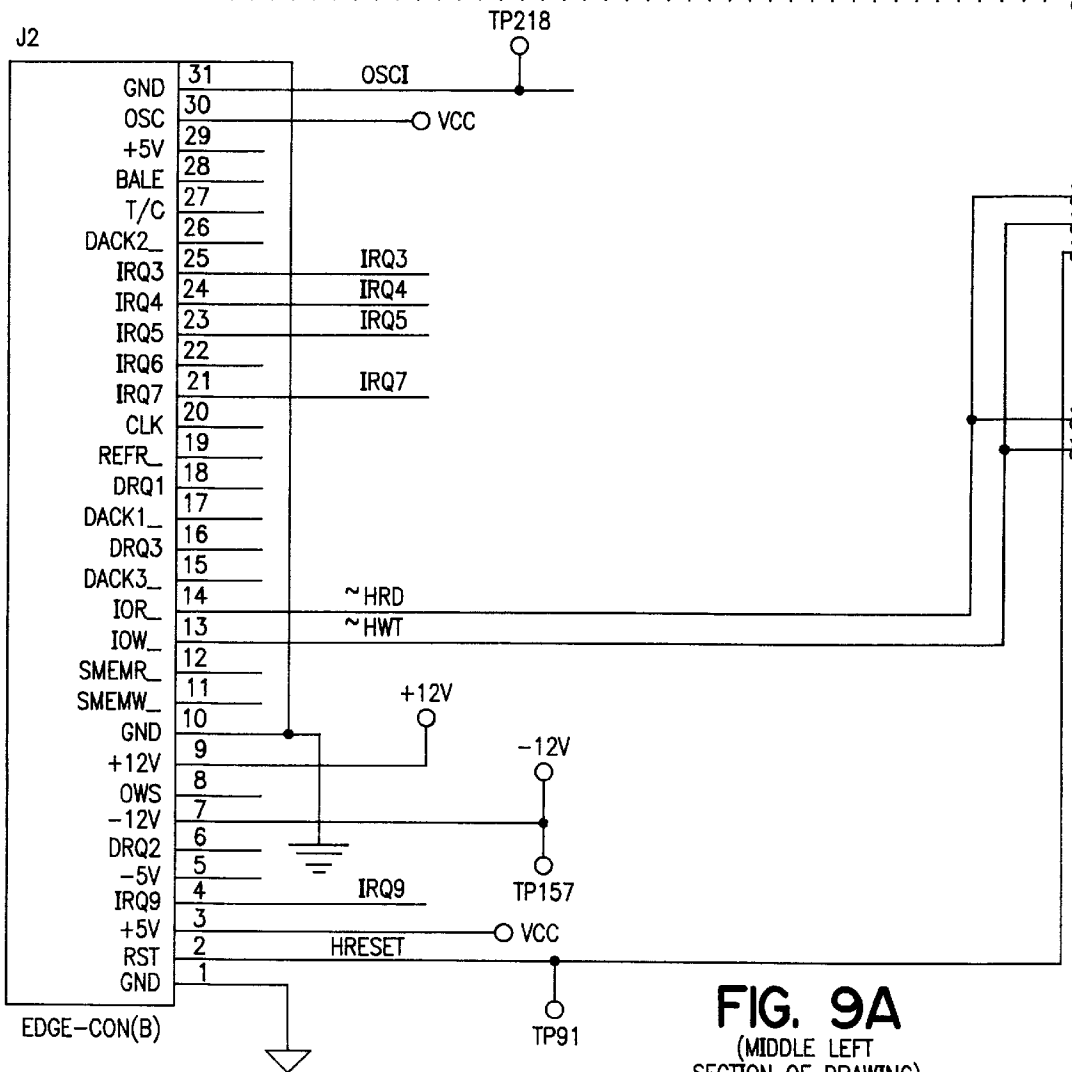 TP218
J2
GND 31 OSCI
OSC 30 VCC
+5V 29
BALE 28
T/C 27
DACK2_ 26
IRQ3 25 IRQ3
IRQ4 24 IRQ4
IRQ5 23 IRQ5
IRQ6 22
IRQ7 21 IRQ7
CLK 20
REFR_ 19
DRQ1 18
DACK1_ 17
DRQ3 16
DACK3_ 15
IOR_ 14 ~HRD
IOW_ 13 ~HWT
SMEMR_ 12
SMEMW_ 11
+12V
GND 10
+12V 9
-12V
OWS 8
-12V 7
DRQ2 6
-5V 5
TP157
IRQ9 4 IRQ9
+5V 3 VCC
RST 2 HRESET
GND 1
EDGE-CON(B)
TP91
FIG. 9A
(MIDDLE LEFT
SECTION OF DRAWING)